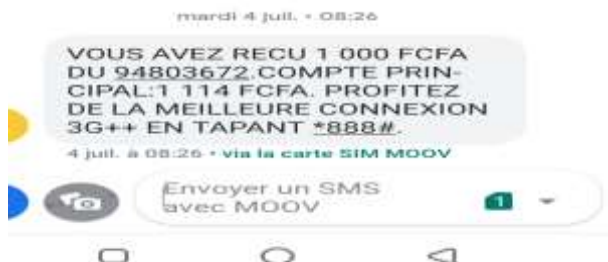 mardi 4 juil. • 08:26
VOUS AVEZ RECU 1 000 FCFA
DU 94803672.COMPTE PRIN-
CIPAL:1 114 FCFA. PROFITEZ
DE LA MEILLEURE CONNEXION
3G++ EN TAPANT *888#.
4 juil. à 08:26 • via la carte SIM MOOV
Envoyer un SMS
avec MOOV
1